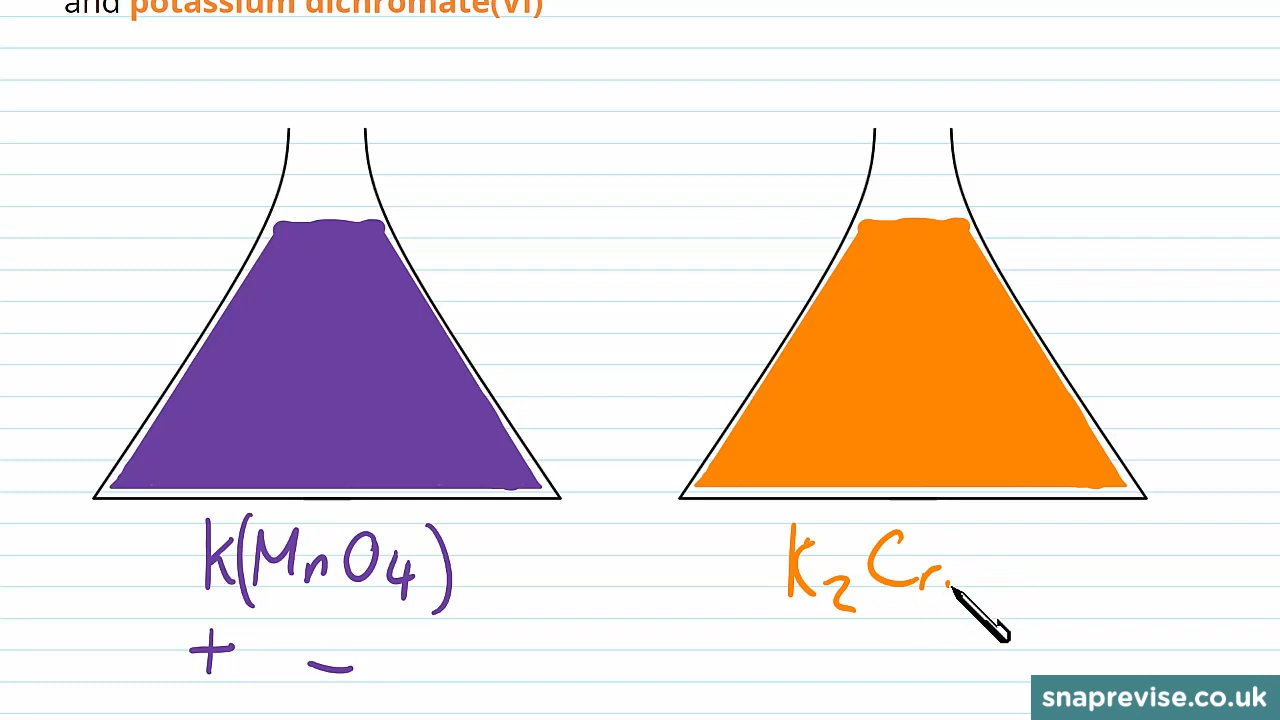 and potassium dichromate(VI)
K(MnO4) K2Cr
+ −
snaprevise.co.uk